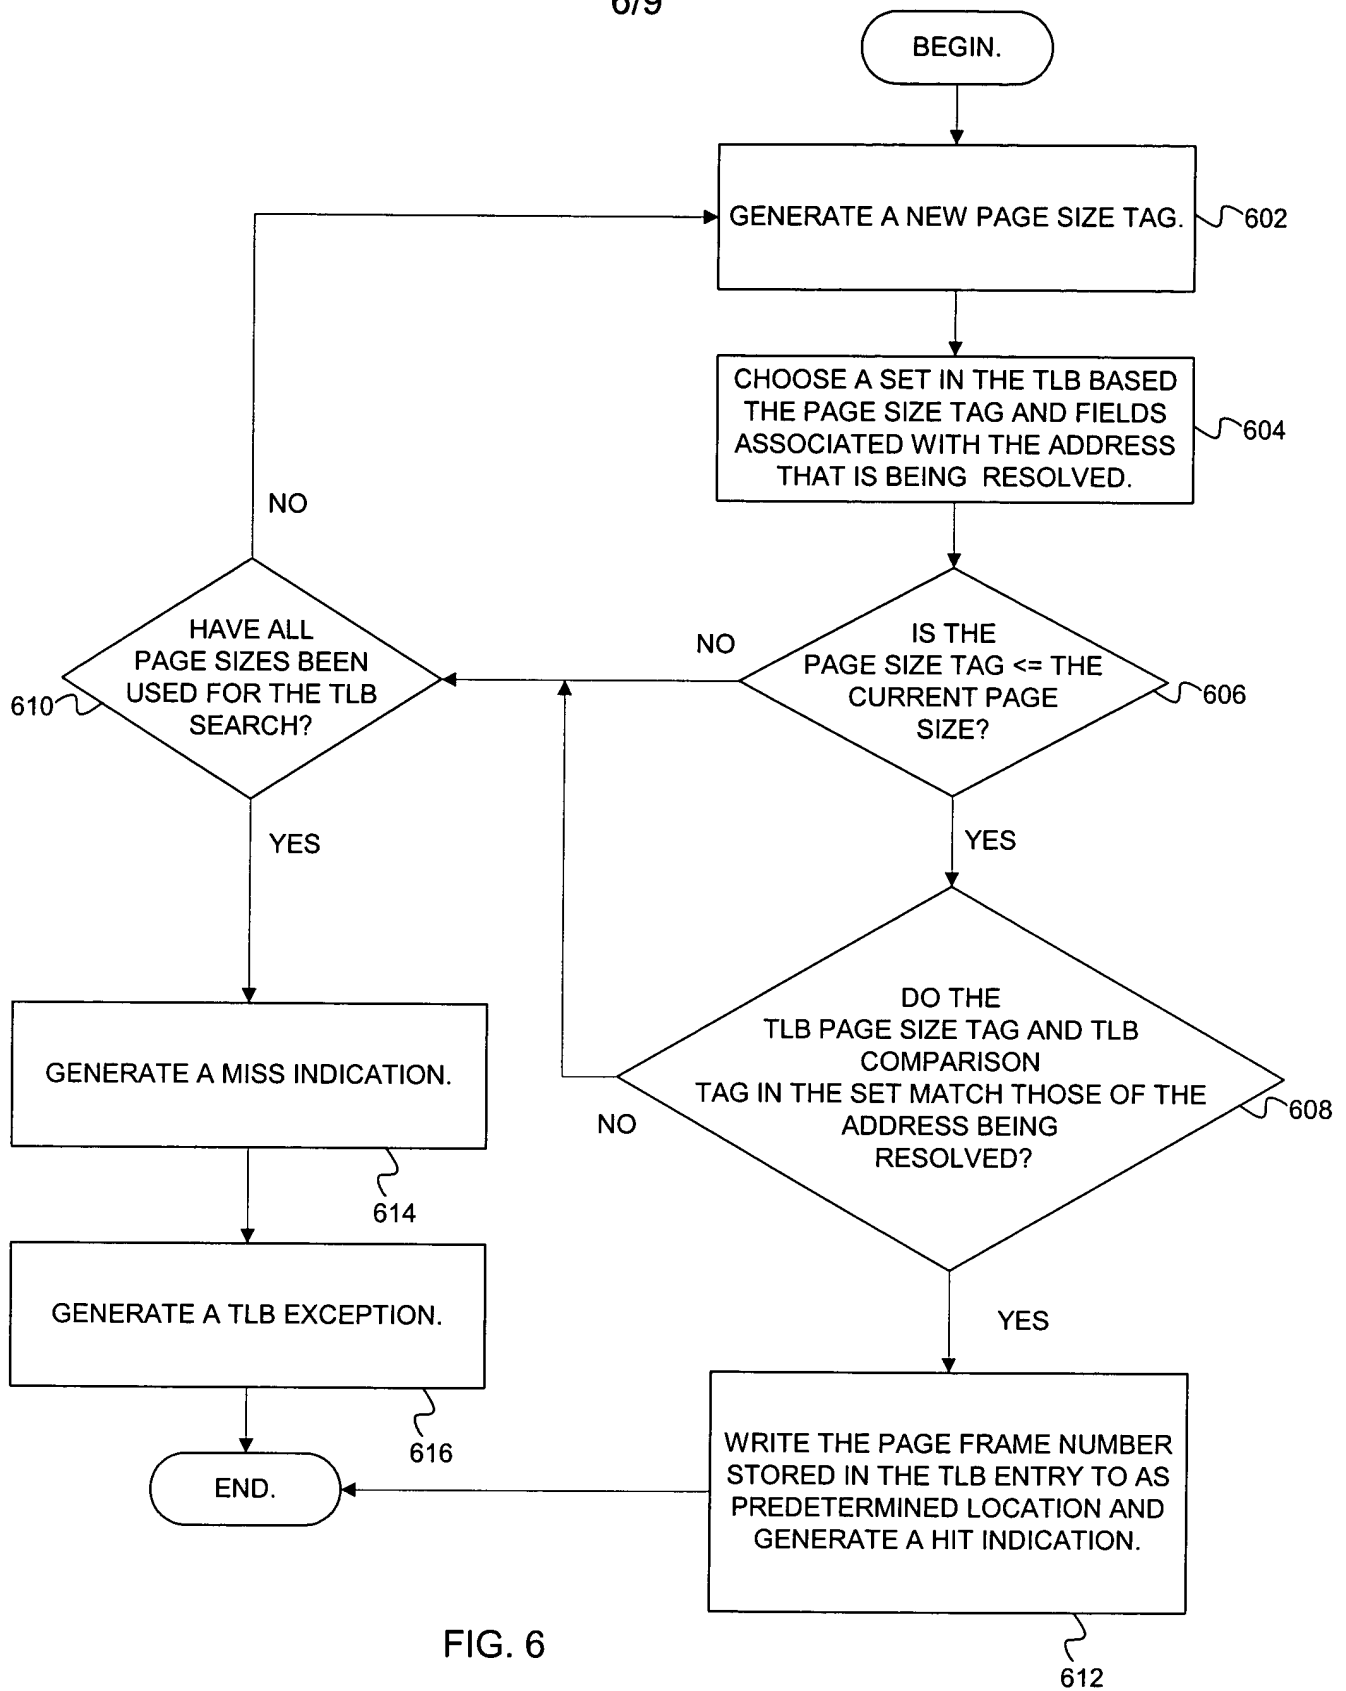 6/9
BEGIN.
GENERATE A NEW PAGE SIZE TAG.
602
CHOOSE A SET IN THE TLB BASED
THE PAGE SIZE TAG AND FIELDS
ASSOCIATED WITH THE ADDRESS
THAT IS BEING RESOLVED.
604
NO
HAVE ALL
PAGE SIZES BEEN
USED FOR THE TLB
SEARCH?
610
NO
IS THE
PAGE SIZE TAG <= THE
CURRENT PAGE
SIZE?
606
YES
YES
DO THE
TLB PAGE SIZE TAG AND TLB
COMPARISON
TAG IN THE SET MATCH THOSE OF THE
ADDRESS BEING
RESOLVED?
608
NO
GENERATE A MISS INDICATION.
614
GENERATE A TLB EXCEPTION.
616
YES
WRITE THE PAGE FRAME NUMBER
STORED IN THE TLB ENTRY TO AS
PREDETERMINED LOCATION AND
GENERATE A HIT INDICATION.
612
END.
FIG. 6